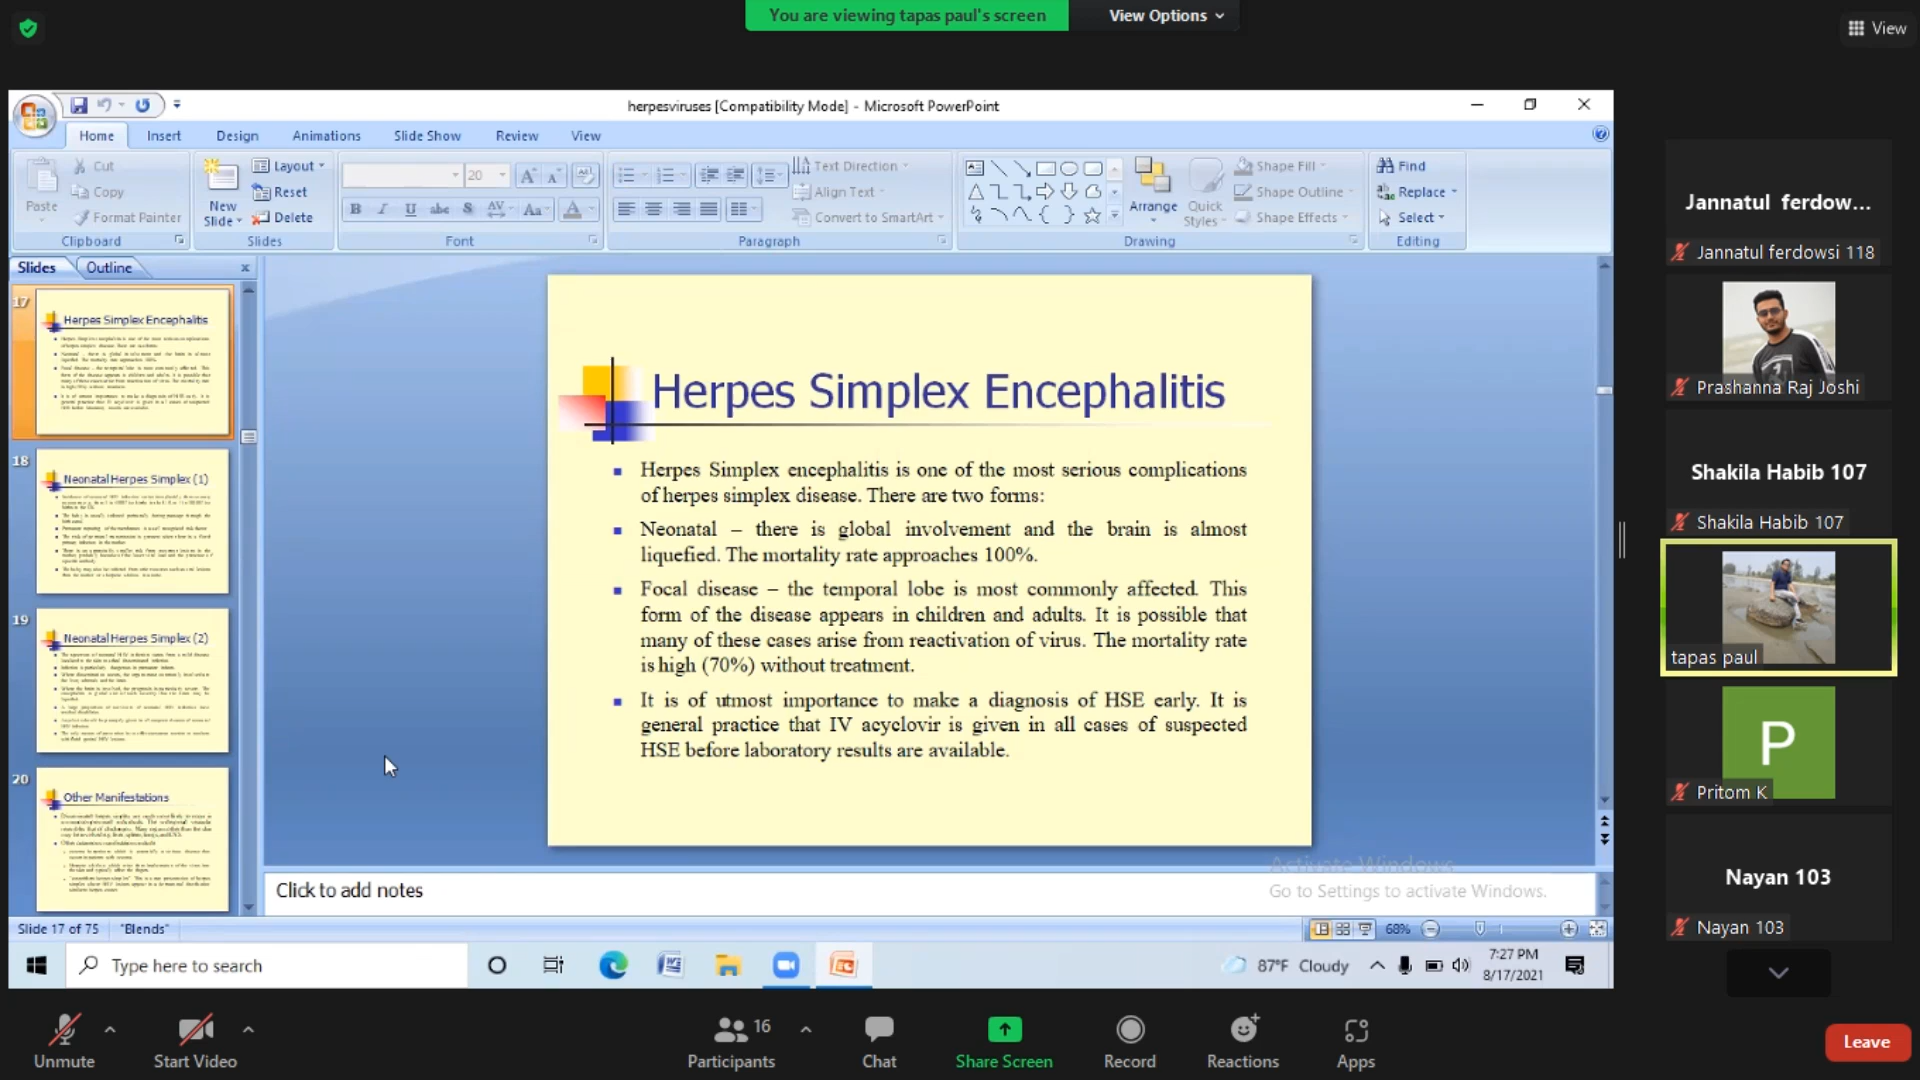 You are viewing tapas paul's screen
View Options
View
herpesviruses [Compatibility Mode] - Microsoft PowerPoint
Home Insert Design Animations Slide Show Review View
Paste
Cut
Copy
Format Painter
Clipboard
New Slide
Layout
Reset
Delete
Slides
20
Font
Text Direction
Align Text
Convert to SmartArt
Paragraph
Arrange
Quick Styles
Shape Fill
Shape Outline
Shape Effects
Drawing
Find
Replace
Select
Editing
Slides Outline
17
Herpes Simplex Encephalitis
18
Neonatal Herpes Simplex (1)
19
Neonatal Herpes Simplex (2)
20
Other Manifestations
Herpes Simplex Encephalitis
Herpes Simplex encephalitis is one of the most serious complications
of herpes simplex disease. There are two forms:
Neonatal – there is global involvement and the brain is almost
liquefied. The mortality rate approaches 100%.
Focal disease – the temporal lobe is most commonly affected. This
form of the disease appears in children and adults. It is possible that
many of these cases arise from reactivation of virus. The mortality rate
is high (70%) without treatment.
It is of utmost importance to make a diagnosis of HSE early. It is
general practice that IV acyclovir is given in all cases of suspected
HSE before laboratory results are available.
Activate Windows
Go to Settings to activate Windows.
Click to add notes
Slide 17 of 75 "Blends"
68%
Type here to search
87°F Cloudy
7:27 PM
8/17/2021
Jannatul ferdow...
Jannatul ferdowsi 118
Prashanna Raj Joshi
Shakila Habib 107
Shakila Habib 107
tapas paul
P
Pritom K
Nayan 103
Nayan 103
Unmute
Start Video
16
Participants
Chat
Share Screen
Record
Reactions
Apps
Leave